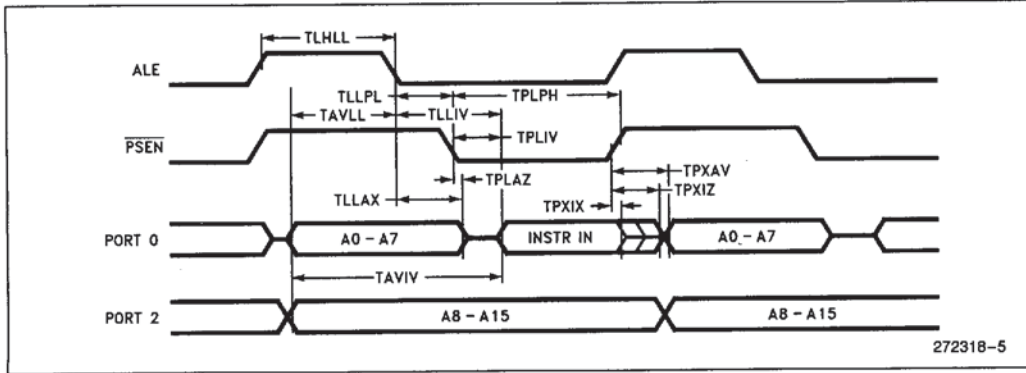 TLHLL
ALE
TLLPL TPLPH
TAVLL TLLIV
PSEN TPLIV
TPLAZ TPXAV
TLLAX TPXIZ
TPXIX
PORT 0 A0 - A7 INSTR IN A0 - A7
TAVIV
PORT 2 A8 - A15 A8 - A15
272318-5